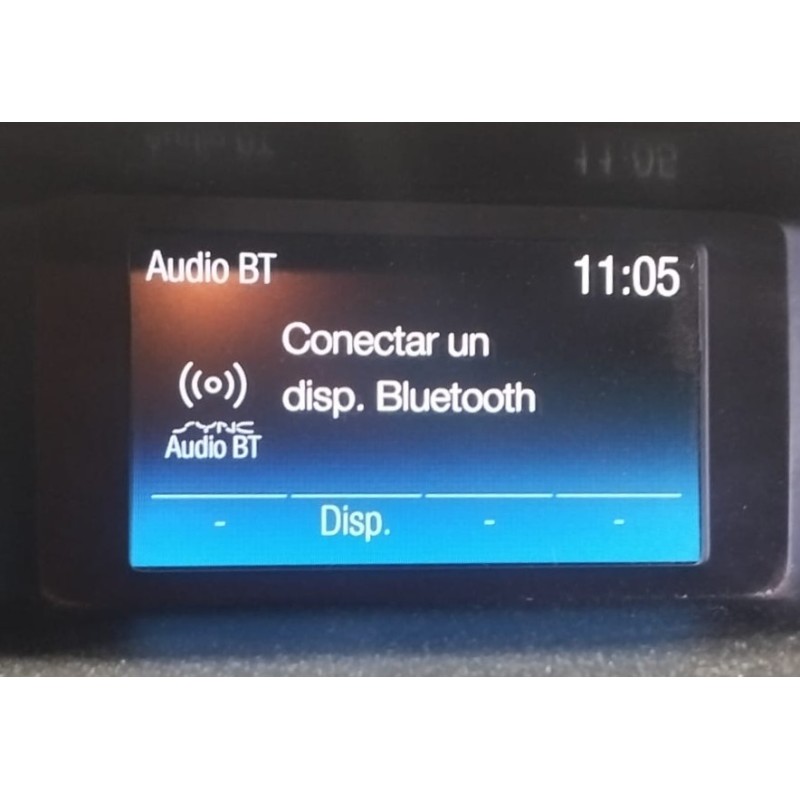 Audio BT 11:05
Conectar un
disp. Bluetooth
SYNC
Audio BT
- Disp. - -